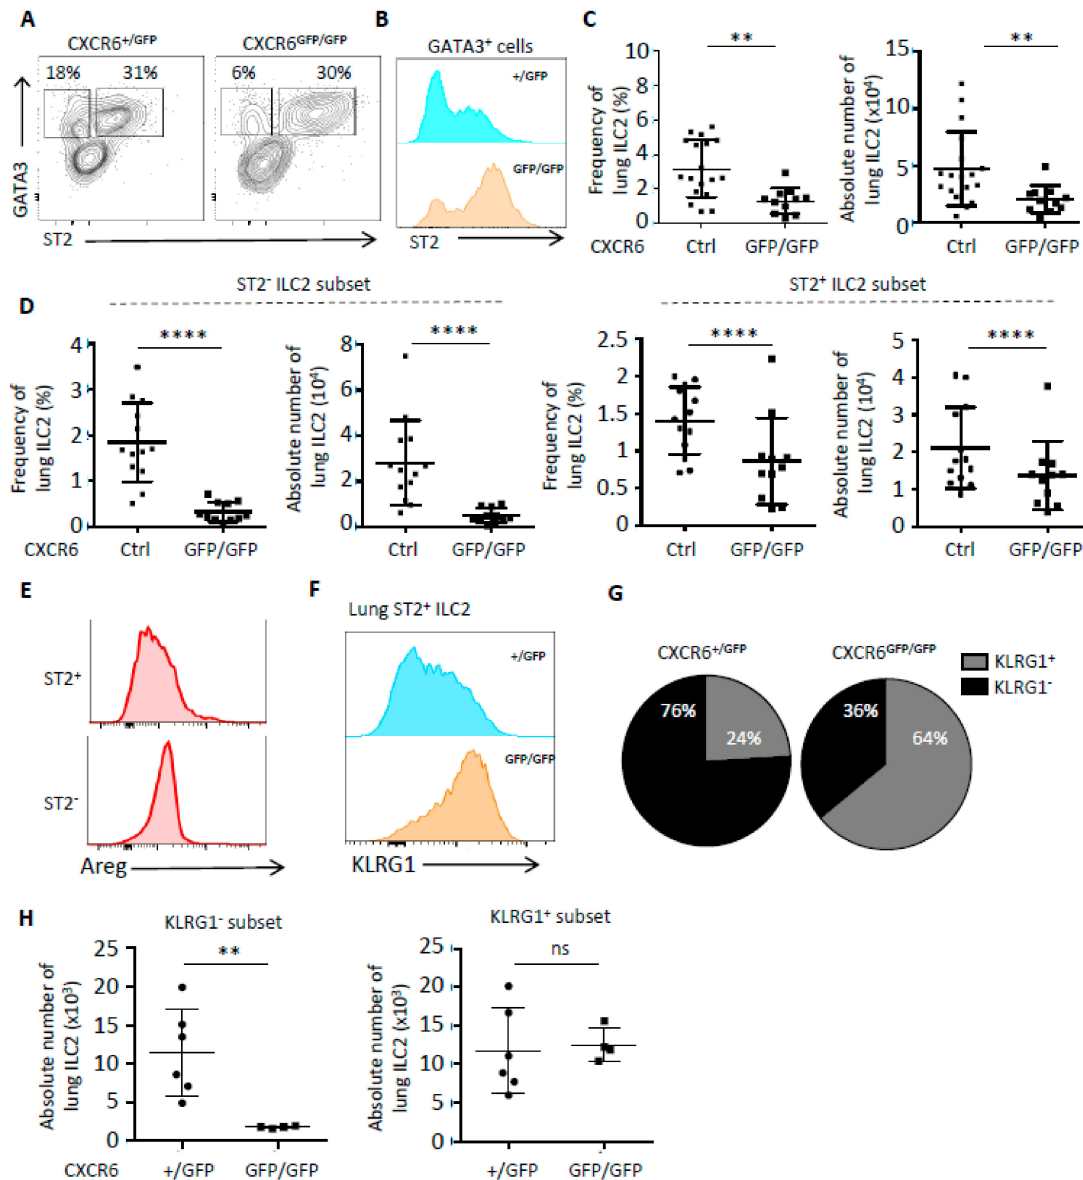 A
CXCR6+/GFP
CXCR6GFP/GFP
18%
31%
6%
30%
GATA3
ST2
B
GATA3+ cells
+/GFP
GFP/GFP
ST2
C
Frequency of
lung ILC2 (%)
10
8
6
4
2
0
**
CXCR6
Ctrl
GFP/GFP
Absolute number of
lung ILC2 (x10⁴)
15
10
5
0
**
Ctrl
GFP/GFP
D
ST2⁻ ILC2 subset
Frequency of
lung ILC2 (%)
4
3
2
1
0
****
CXCR6
Ctrl
GFP/GFP
Absolute number of
lung ILC2 (10⁴)
8
6
4
2
0
****
Ctrl
GFP/GFP
ST2⁺ ILC2 subset
Frequency of
lung ILC2 (%)
2.5
2
1.5
1
0.5
0
****
Ctrl
GFP/GFP
Absolute number of
lung ILC2 (10⁴)
5
4
3
2
1
0
****
Ctrl
GFP/GFP
E
ST2⁺
ST2⁻
Areg
F
Lung ST2⁺ ILC2
+/GFP
GFP/GFP
KLRG1
G
CXCR6+/GFP
CXCR6GFP/GFP
76%
24%
36%
64%
KLRG1⁺
KLRG1⁻
H
KLRG1⁻ subset
Absolute number of
lung ILC2 (x10³)
25
20
15
10
5
0
**
CXCR6
+/GFP
GFP/GFP
KLRG1⁺ subset
Absolute number of
lung ILC2 (x10³)
25
20
15
10
5
0
ns
+/GFP
GFP/GFP